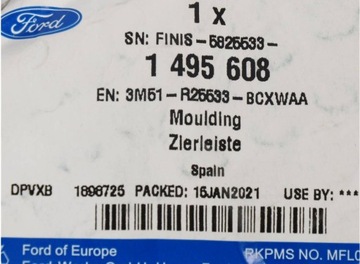 Ford
1 x
SN: FINIS-5825533-
1 495 608
EN: 3M51-R25533-BCXWAA
Moulding
Zierleiste
Spain
DPVXB 1898725 PACKED: 15JAN2021 USE BY: ***
Ford of Europe
PKPMS NO. MFL